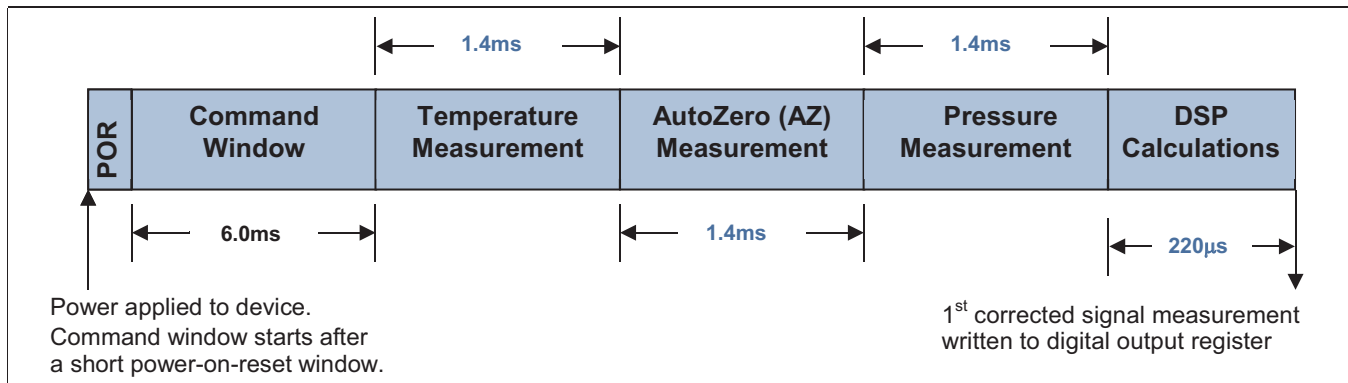 1.4ms
1.4ms
POR
Command
Window
Temperature
Measurement
AutoZero (AZ)
Measurement
Pressure
Measurement
DSP
Calculations
6.0ms
1.4ms
220μs
Power applied to device.
Command window starts after
a short power-on-reset window.
1st corrected signal measurement
written to digital output register